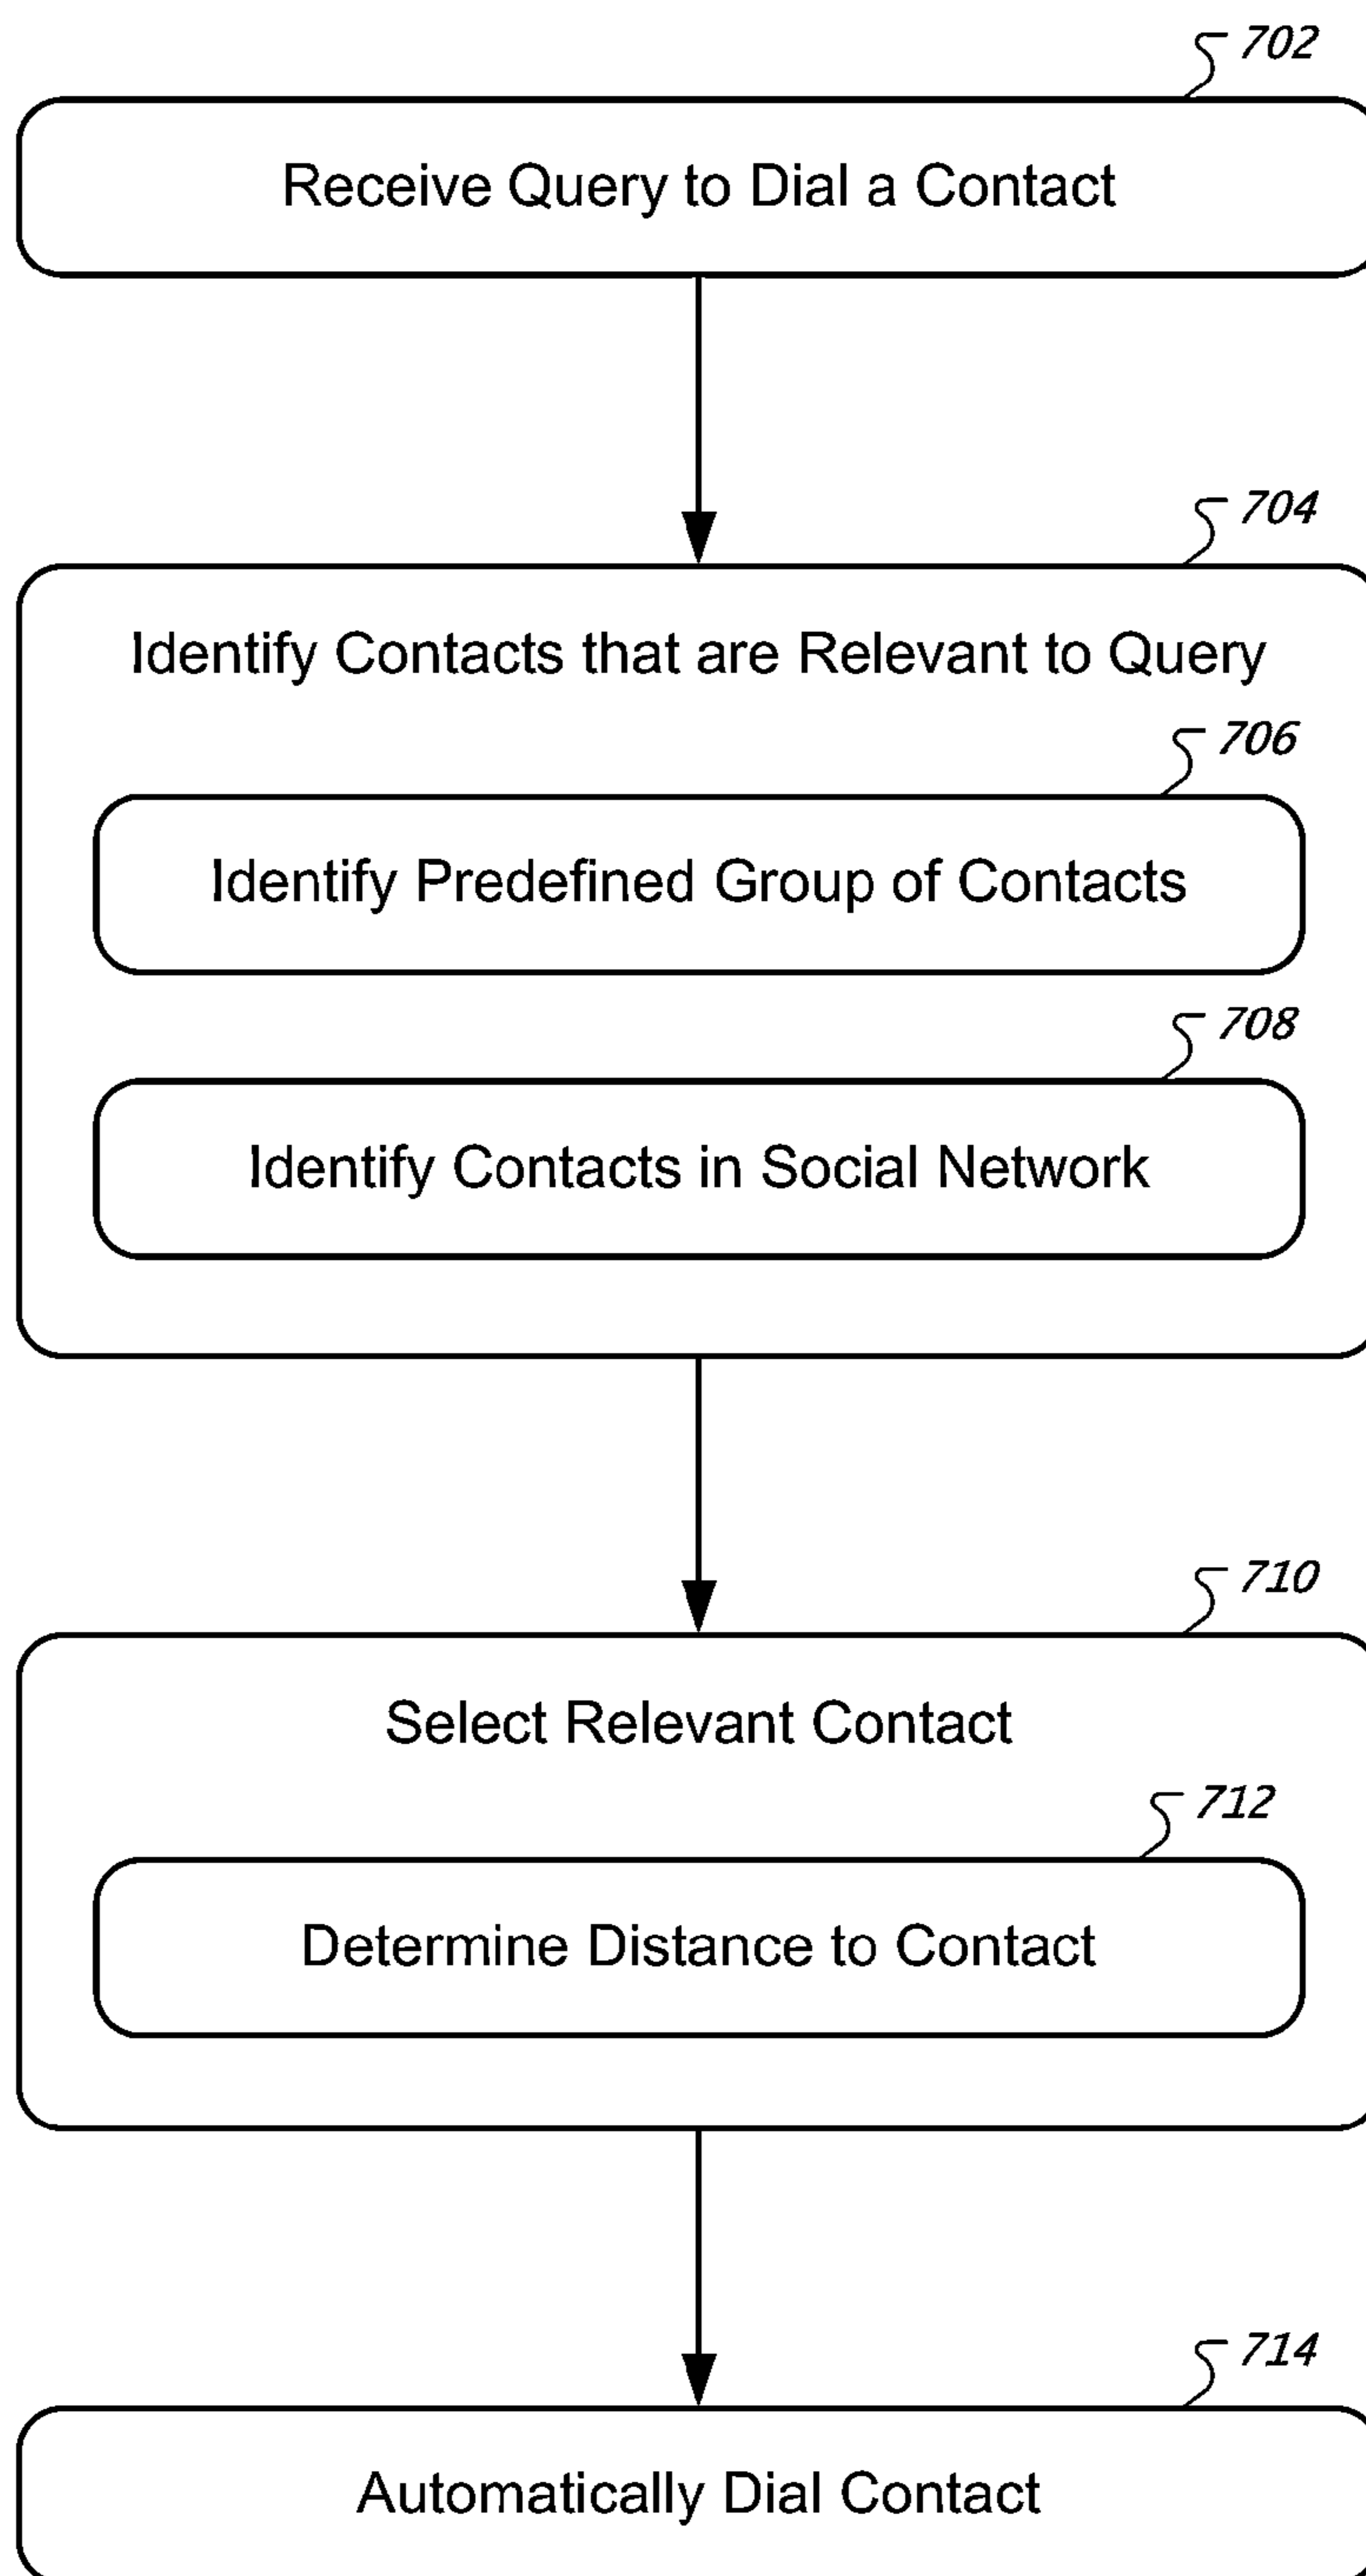 702
Receive Query to Dial a Contact
704
Identify Contacts that are Relevant to Query
706
Identify Predefined Group of Contacts
708
Identify Contacts in Social Network
710
Select Relevant Contact
712
Determine Distance to Contact
714
Automatically Dial Contact